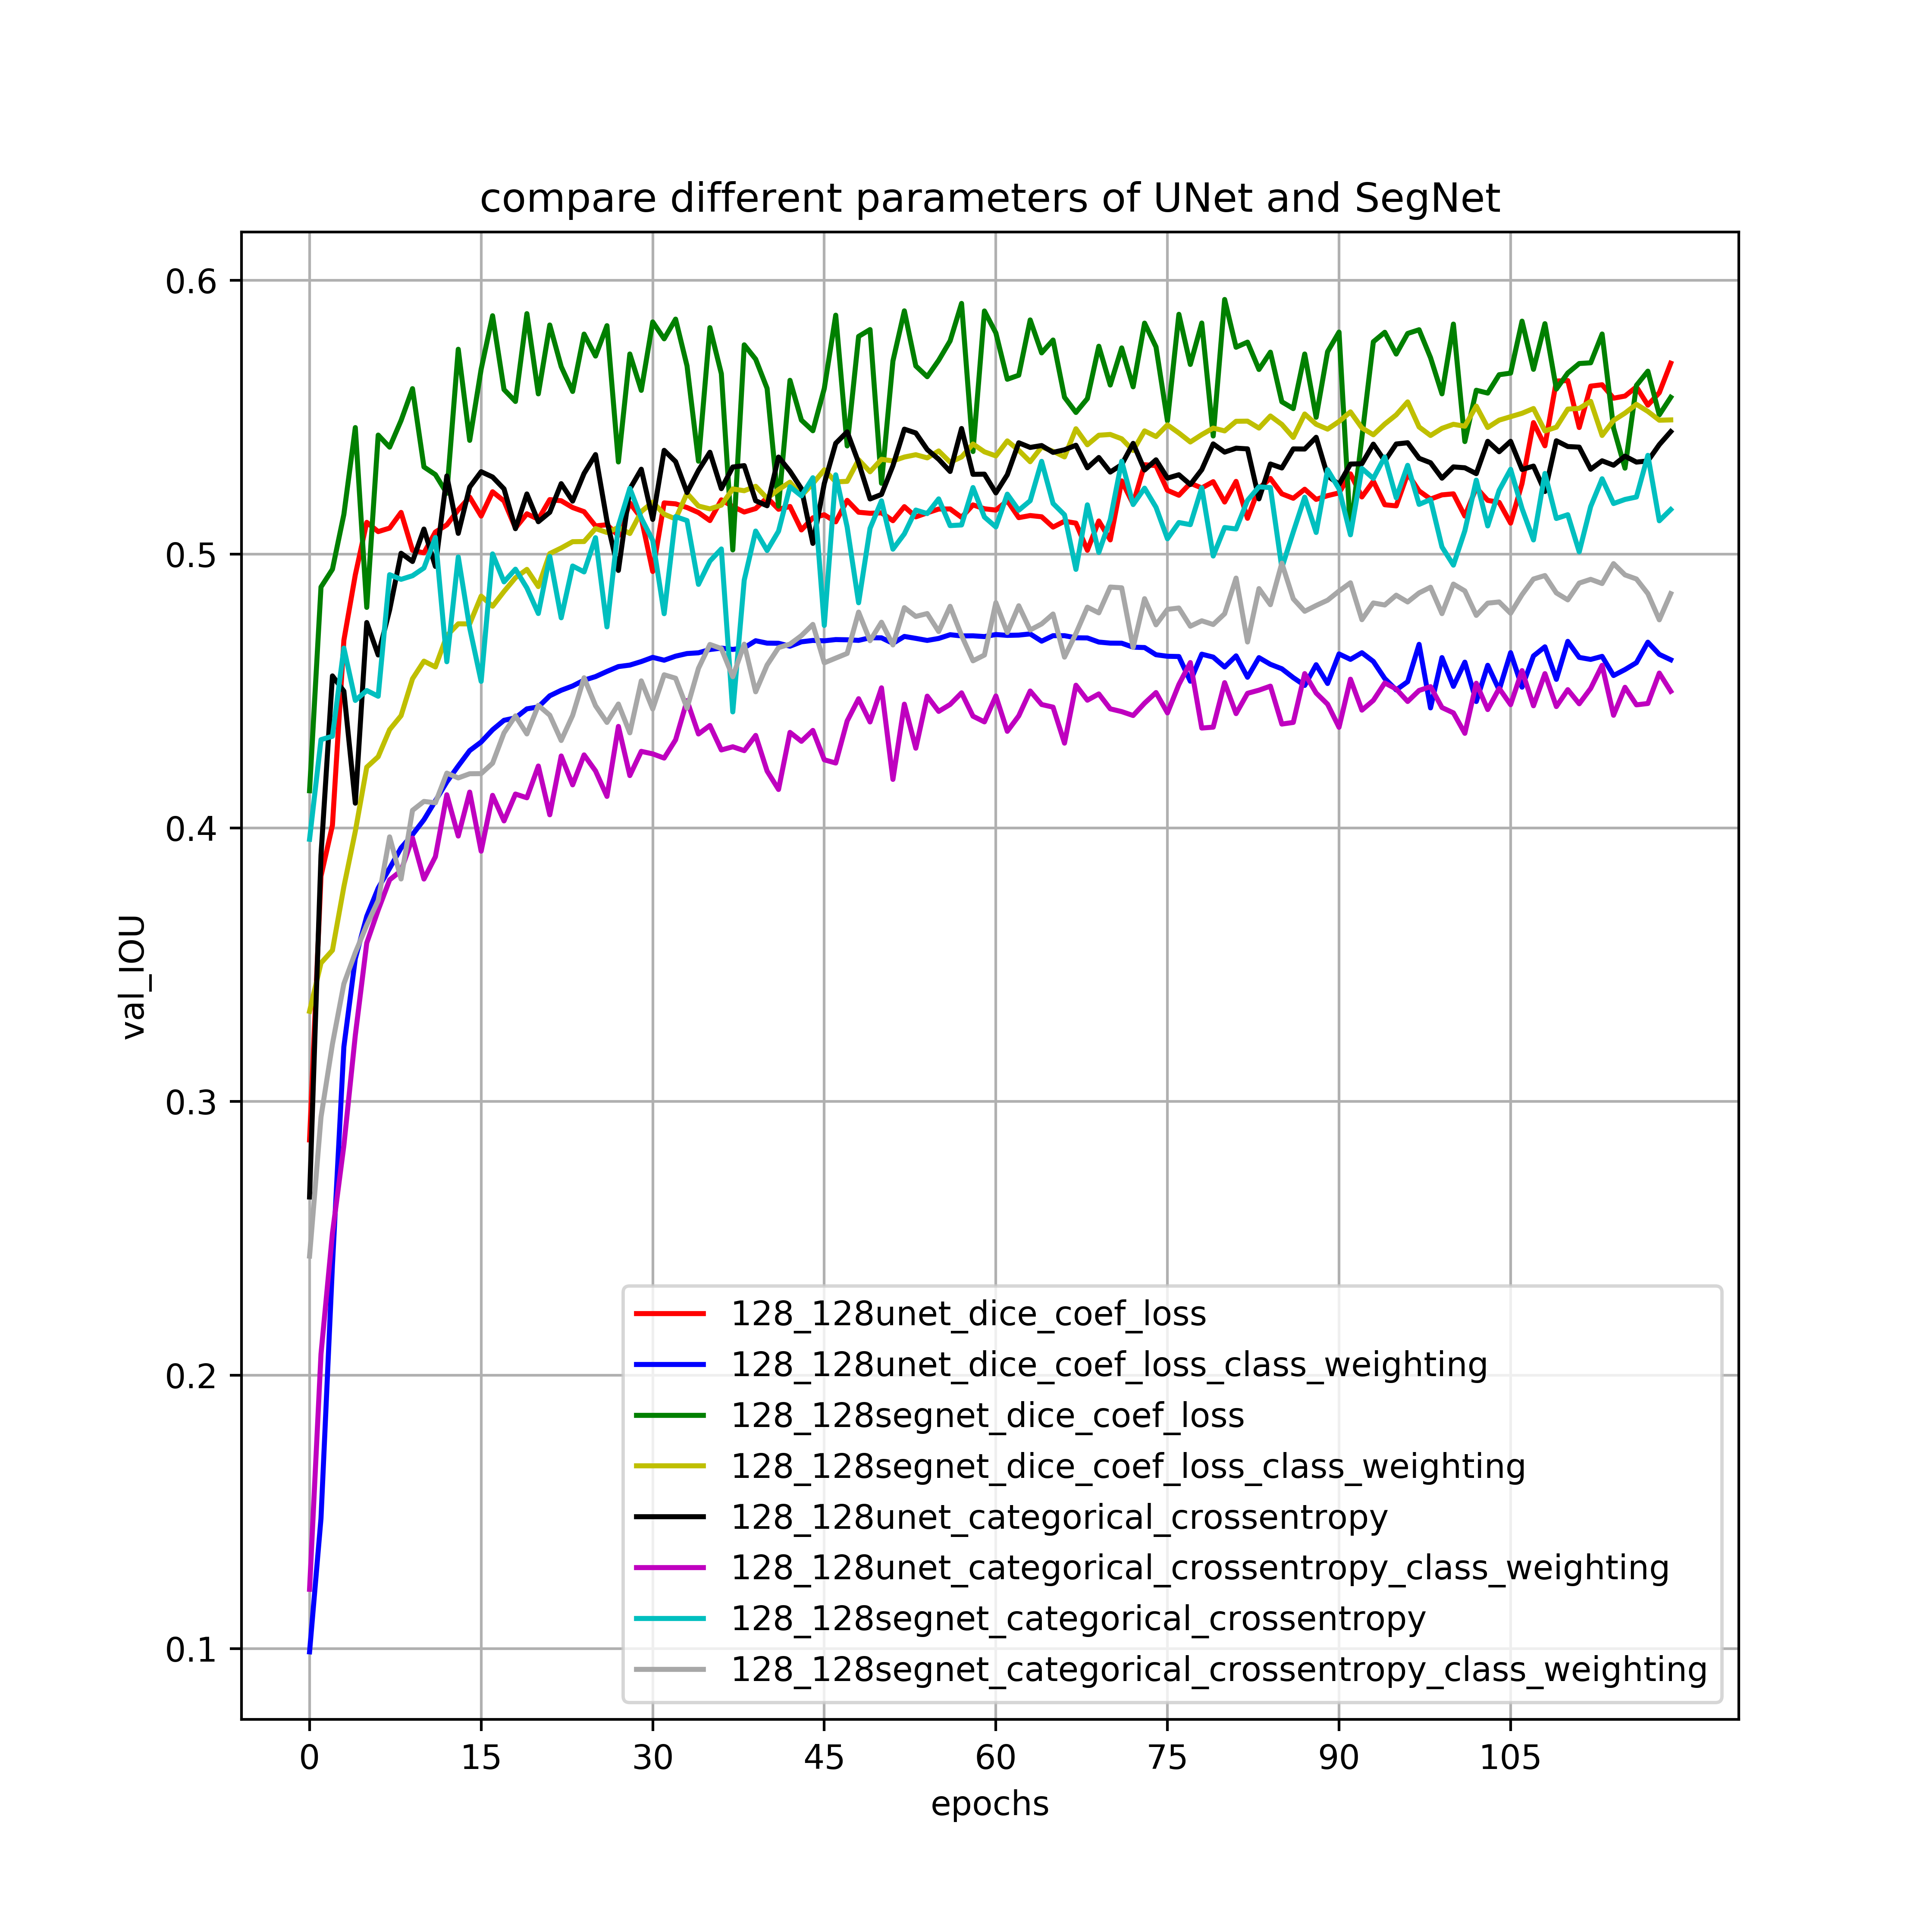 compare different parameters of UNet and SegNet
0.6
0.5
0.4
0.3
0.2
0.1
val_IOU
128_128unet_dice_coef_loss
128_128unet_dice_coef_loss_class_weighting
128_128segnet_dice_coef_loss
128_128segnet_dice_coef_loss_class_weighting
128_128unet_categorical_crossentropy
128_128unet_categorical_crossentropy_class_weighting
128_128segnet_categorical_crossentropy
128_128segnet_categorical_crossentropy_class_weighting
0 15 30 45 60 75 90 105
epochs